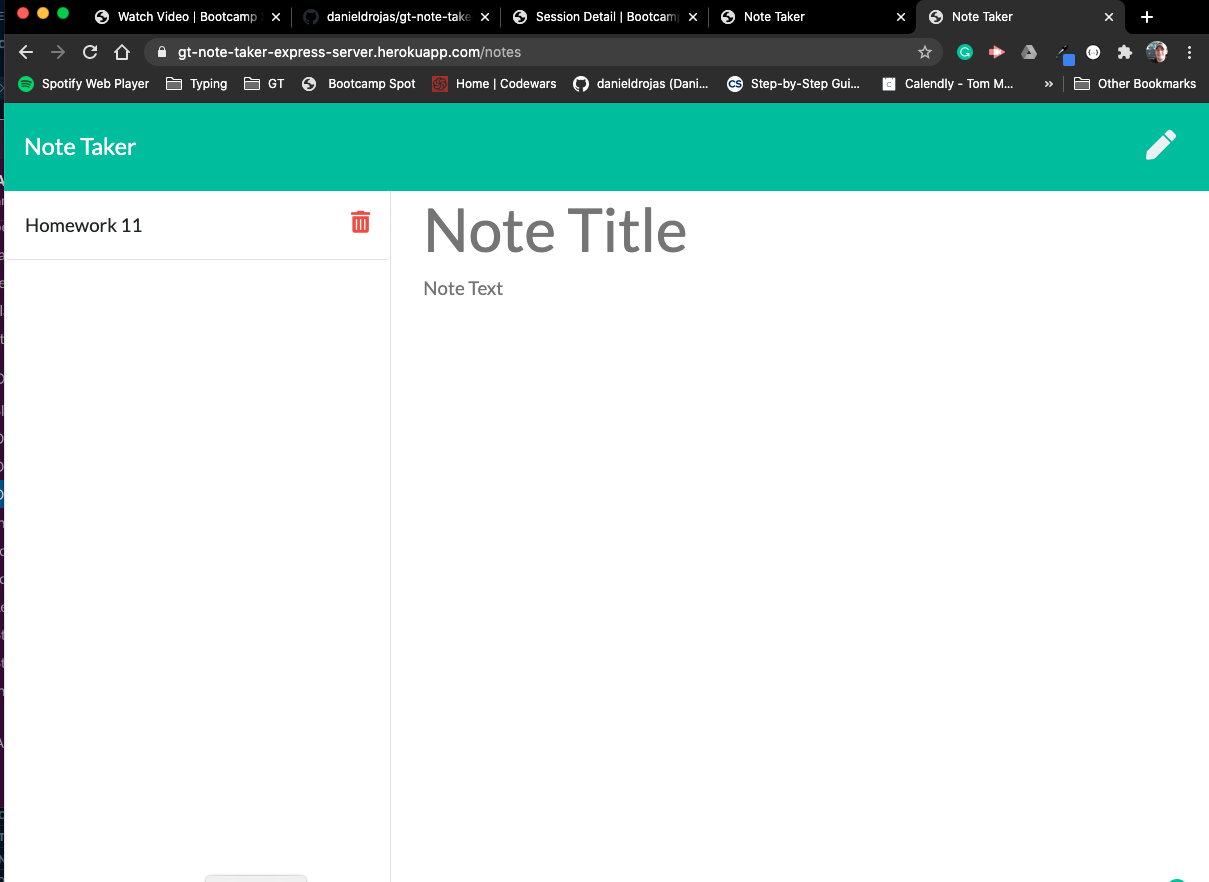 Watch Video | Bootcamp
danieldrojas/gt-note-take
Session Detail | Bootcamp
Note Taker
Note Taker
gt-note-taker-express-server.herokuapp.com/notes
Spotify Web Player
Typing
GT
Bootcamp Spot
Home | Codewars
danieldrojas (Dani...
CS
Step-by-Step Gui...
C
Calendly - Tom M...
»
Other Bookmarks
Note Taker
Homework 11
Note Title
Note Text